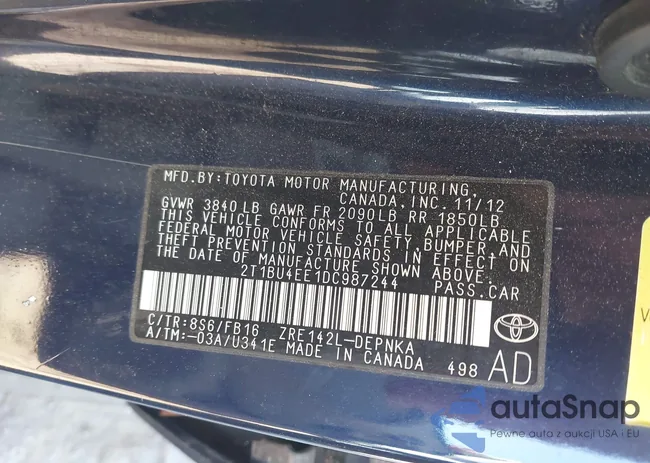 MFD.BY:TOYOTA MOTOR MANUFACTURING,
CANADA,INC.11/12
GVWR 3840LB GAWR FR 2090LB RR 1850LB
THIS VEHICLE CONFORMS TO ALL APPLICABLE
FEDERAL MOTOR VEHICLE SAFETY,BUMPER,AND
THEFT PREVENTION STANDARDS IN EFFECT ON
THE DATE OF MANUFACTURE SHOWN ABOVE.
2T1BU4EE1DC987244 PASS.CAR
C/TR:8S6/FB16 ZRE142L-DEPNKA
A/TM:-03A/U341E MADE IN CANADA 498 AD
autaSnap
Pewne auta z aukcji USA i EU